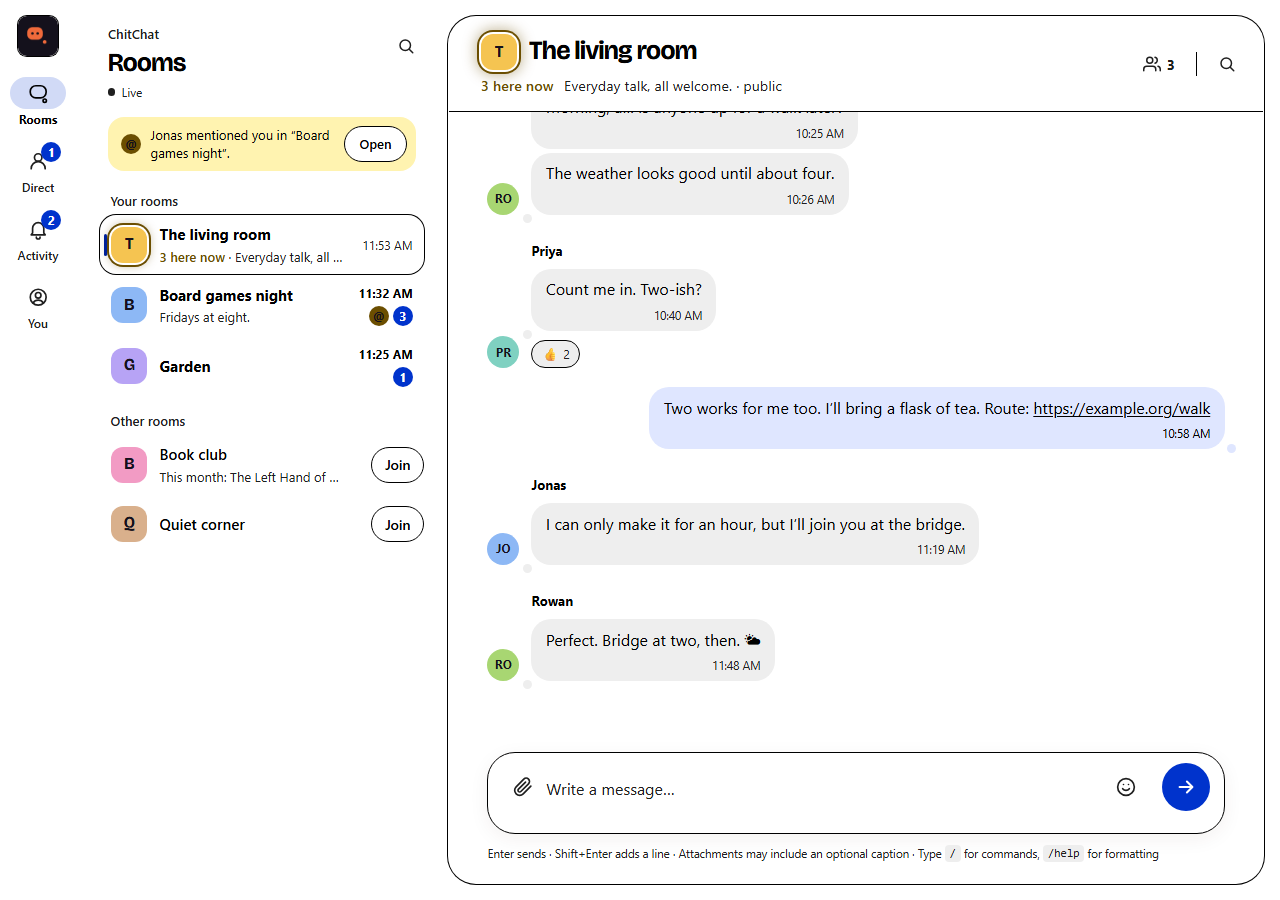 ChitChat
Rooms
Live
Rooms
1
Direct
2
Activity
You
@
Jonas mentioned you in “Board
games night”.
Open
Your rooms
T
The living room
3 here now · Everyday talk, all ...
11:53 AM
B
Board games night
Fridays at eight.
11:32 AM
@
3
G
Garden
11:25 AM
1
Other rooms
B
Book club
This month: The Left Hand of ...
Join
Q
Quiet corner
Join
T
The living room
3 here now Everyday talk, all welcome. · public
3
10:25 AM
The weather looks good until about four.
10:26 AM
RO
Priya
Count me in. Two-ish?
10:40 AM
PR
👍 2
Two works for me too. I’ll bring a flask of tea. Route: https://example.org/walk
10:58 AM
Jonas
I can only make it for an hour, but I’ll join you at the bridge.
11:19 AM
JO
Rowan
Perfect. Bridge at two, then. 🌥
11:48 AM
RO
Write a message...
Enter sends · Shift+Enter adds a line · Attachments may include an optional caption · Type / for commands, /help for formatting